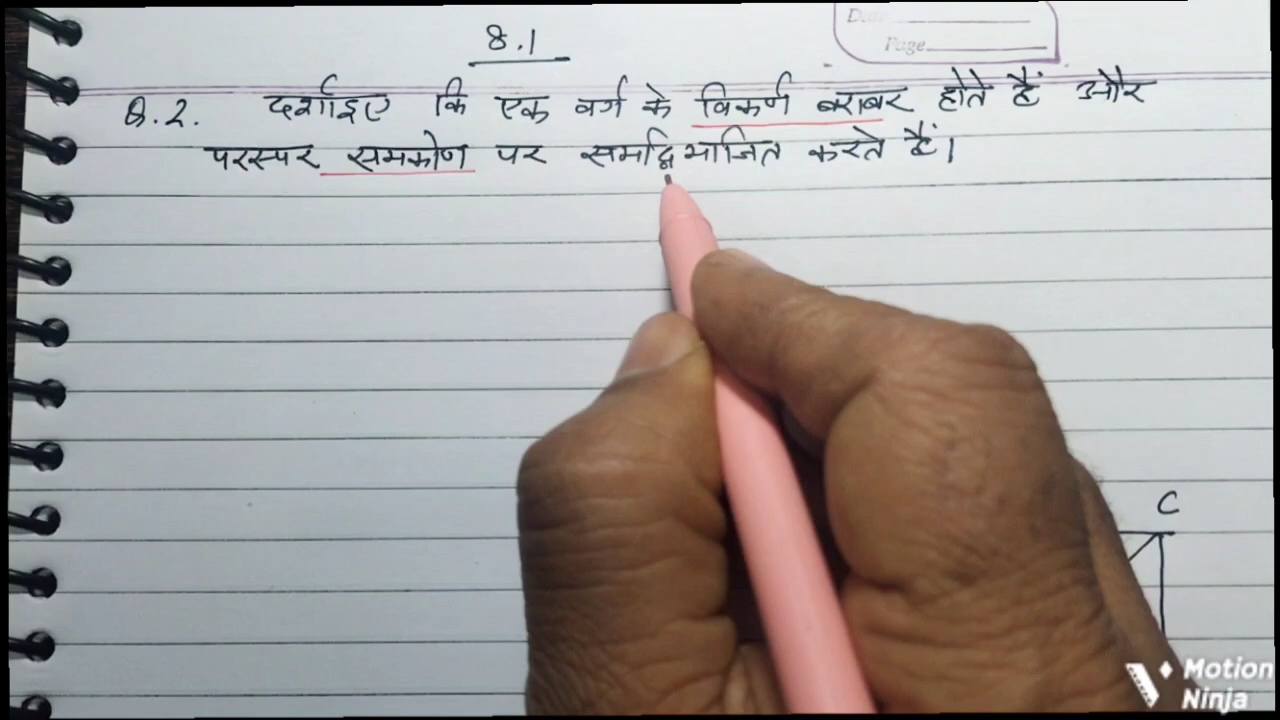 8.1
Date
Page
Q.2. दर्शाइए कि एक वर्ग के विकर्ण बराबर होते हैं और
परस्पर समकोण पर समद्विभाजित करते हैं।
C
Motion
Ninja